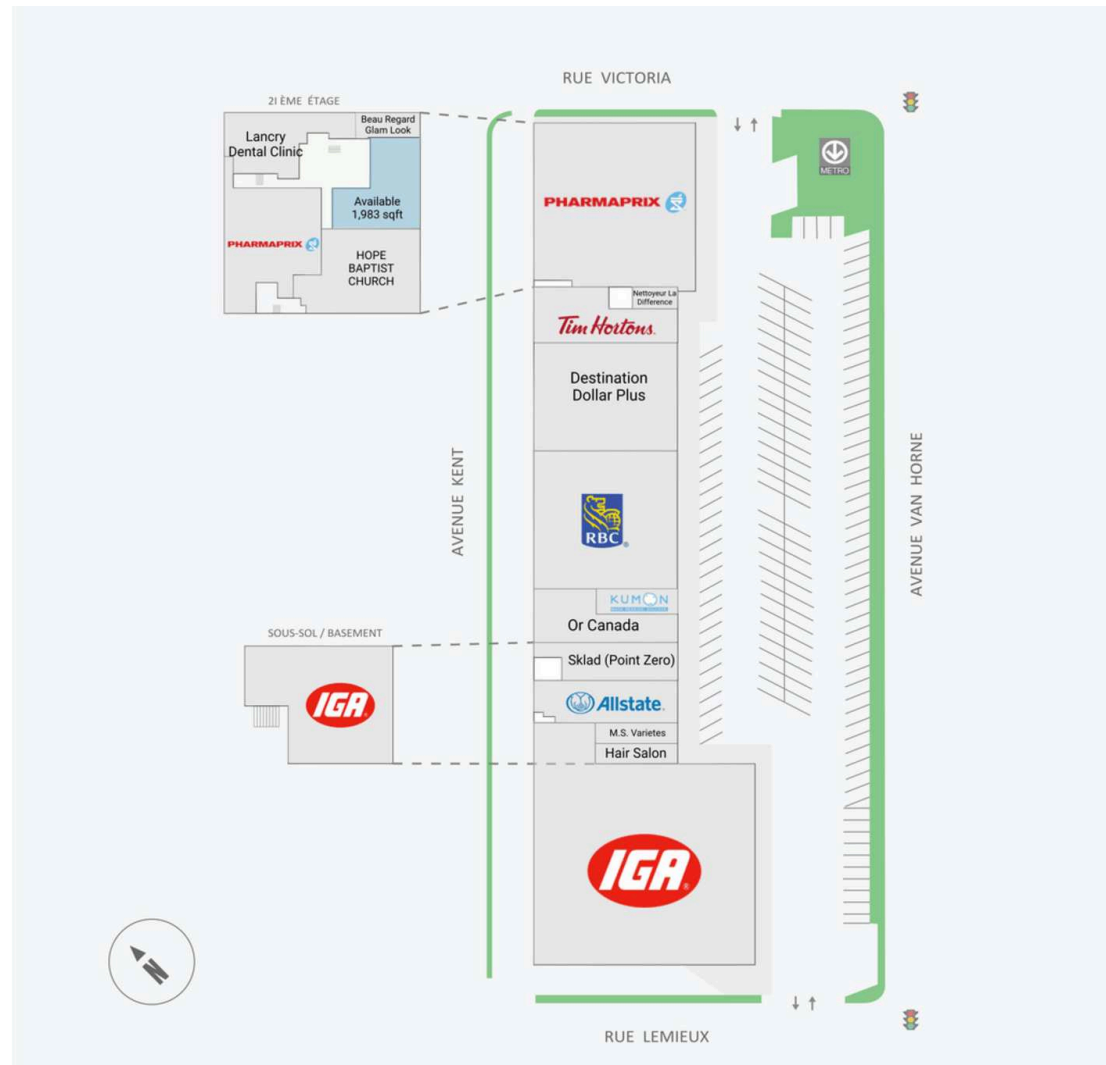 RUE VICTORIA
2I ÈME ÉTAGE
Beau Regard
Glam Look
Lancry
Dental Clinic
Available
1,983 sqft
PHARMAPRIX
HOPE
BAPTIST
CHURCH
PHARMAPRIX
METRO
Nettoyeur La
Difference
Tim Hortons.
Destination
Dollar Plus
AVENUE KENT
AVENUE VAN HORNE
RBC
KUMON
Or Canada
SOUS-SOL / BASEMENT
Sklad (Point Zero)
IGA
Allstate.
M.S. Varietes
Hair Salon
IGA
N
RUE LEMIEUX